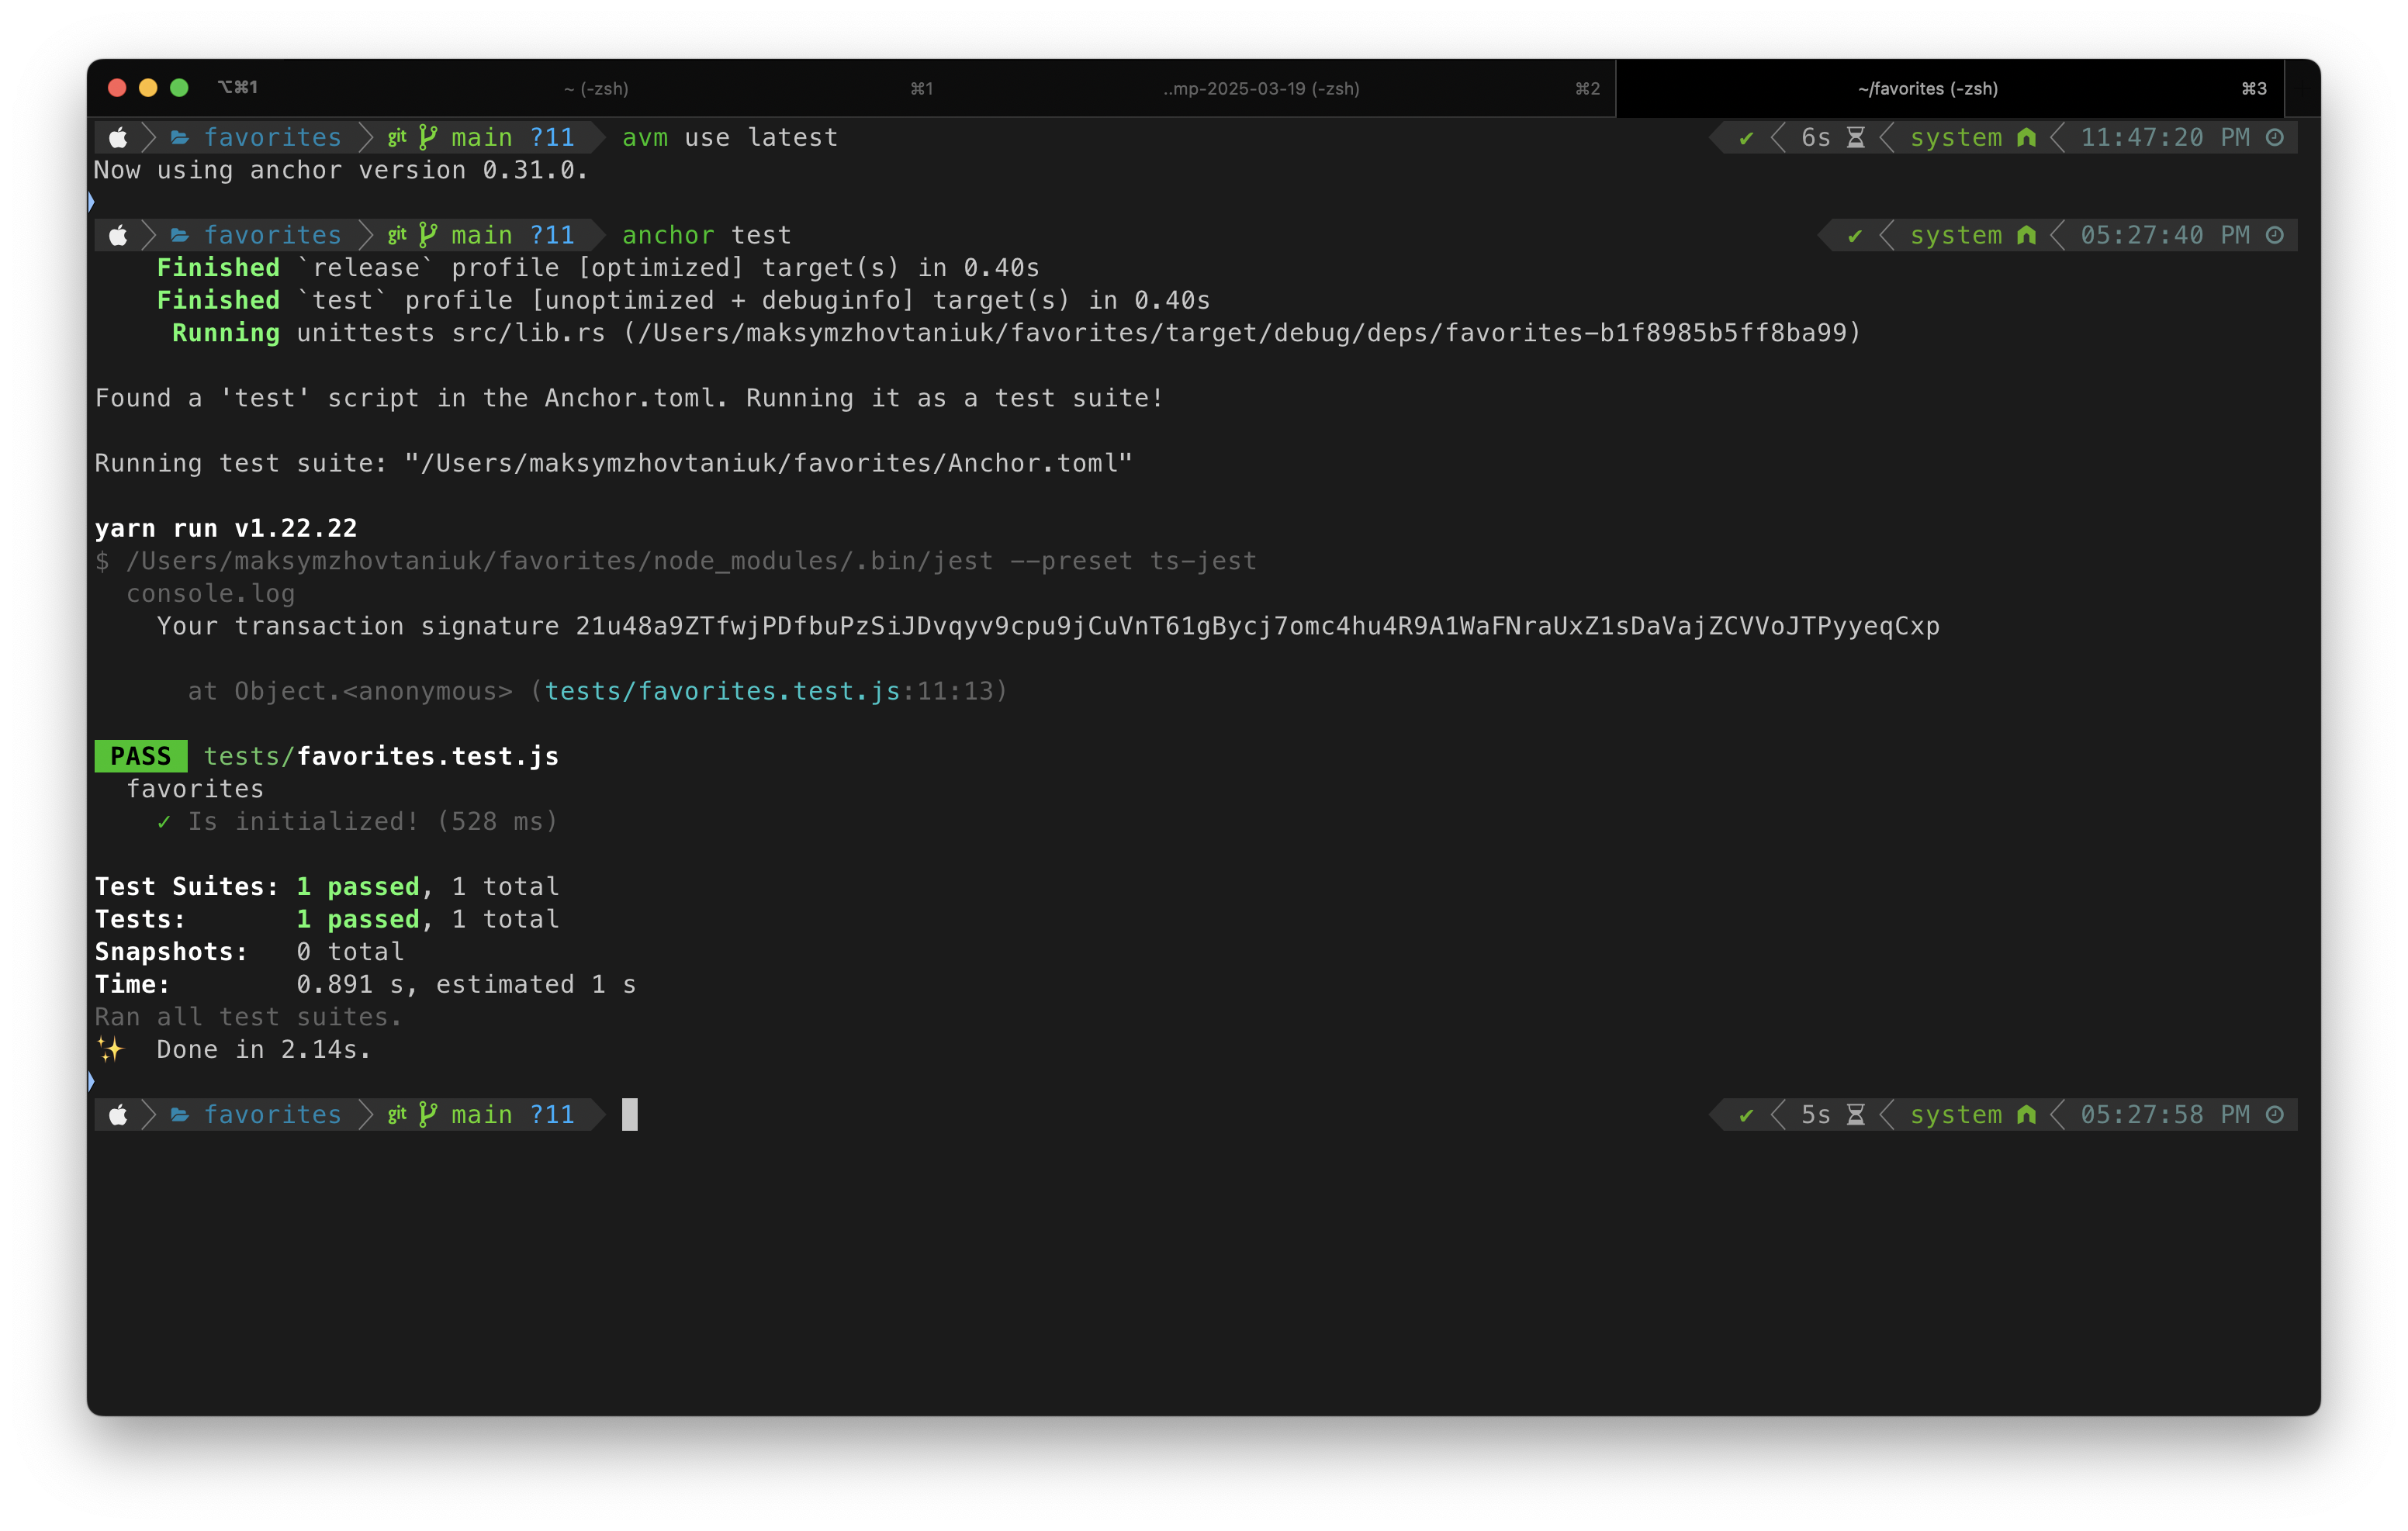 ⌥⌘1 ~ (-zsh) ⌘1 ..mp-2025-03-19 (-zsh) ⌘2 ~/favorites (-zsh) ⌘3
favorites git main ?11 avm use latest ✔ 6s system 11:47:20 PM
Now using anchor version 0.31.0.
favorites git main ?11 anchor test ✔ system 05:27:40 PM
Finished `release` profile [optimized] target(s) in 0.40s
Finished `test` profile [unoptimized + debuginfo] target(s) in 0.40s
Running unittests src/lib.rs (/Users/maksymzhovtaniuk/favorites/target/debug/deps/favorites-b1f8985b5ff8ba99)
Found a 'test' script in the Anchor.toml. Running it as a test suite!
Running test suite: "/Users/maksymzhovtaniuk/favorites/Anchor.toml"
yarn run v1.22.22
$ /Users/maksymzhovtaniuk/favorites/node_modules/.bin/jest --preset ts-jest
console.log
Your transaction signature 21u48a9ZTfwjPDfbuPzSiJDvqyv9cpu9jCuVnT61gBycj7omc4hu4R9A1WaFNraUxZ1sDaVajZCVVoJTPyyeqCxp
at Object.<anonymous> (tests/favorites.test.js:11:13)
PASS tests/favorites.test.js
favorites
✓ Is initialized! (528 ms)
Test Suites: 1 passed, 1 total
Tests: 1 passed, 1 total
Snapshots: 0 total
Time: 0.891 s, estimated 1 s
Ran all test suites.
✨ Done in 2.14s.
favorites git main ?11 ✔ 5s system 05:27:58 PM